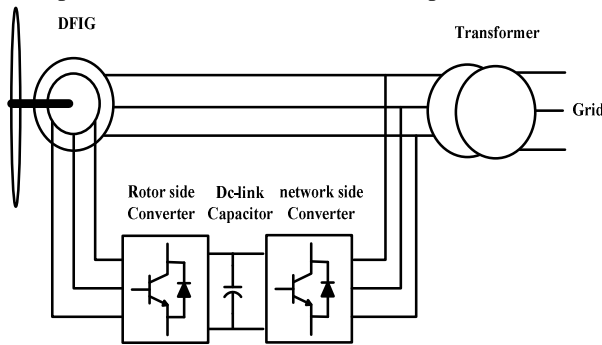 DFIG
Transformer
Grid
Rotor side
Converter
Dc-link
Capacitor
network side
Converter